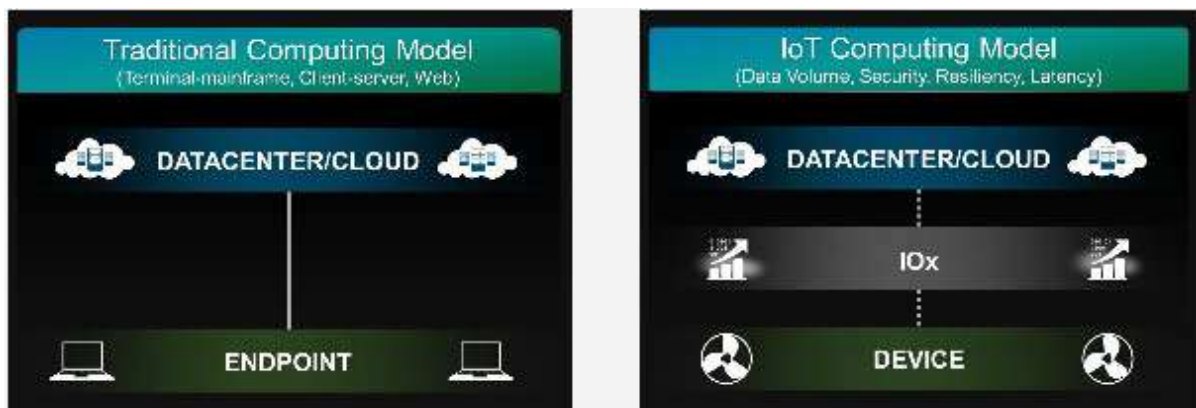 Traditional Computing Model
(Terminal-mainframe, Client-server, Web)
DATACENTER/CLOUD
ENDPOINT
IoT Computing Model
(Data Volume, Security, Resiliency, Latency)
DATACENTER/CLOUD
IOx
DEVICE